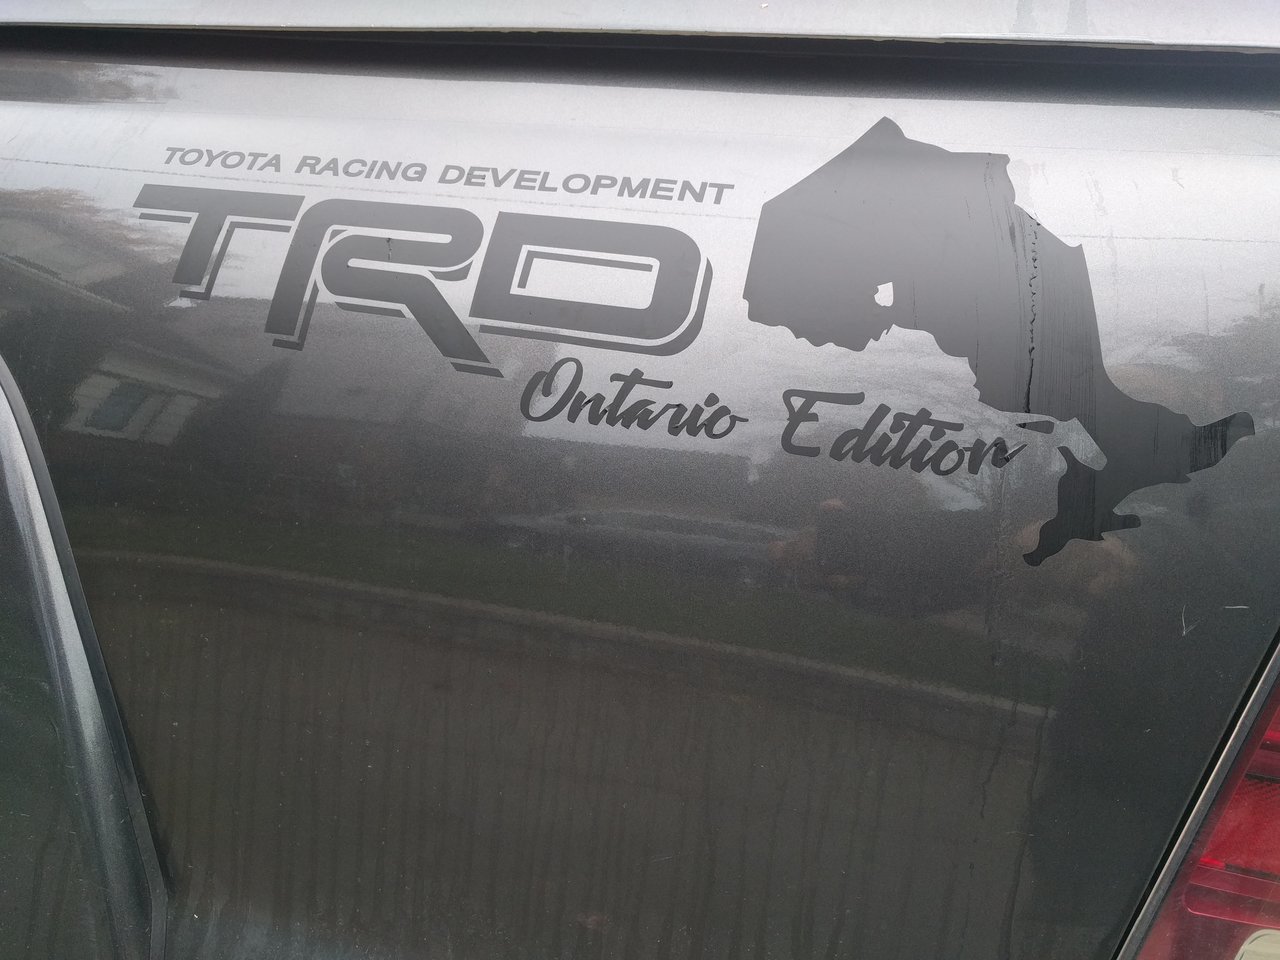 TOYOTA RACING DEVELOPMENT
TRD
Ontario Edition